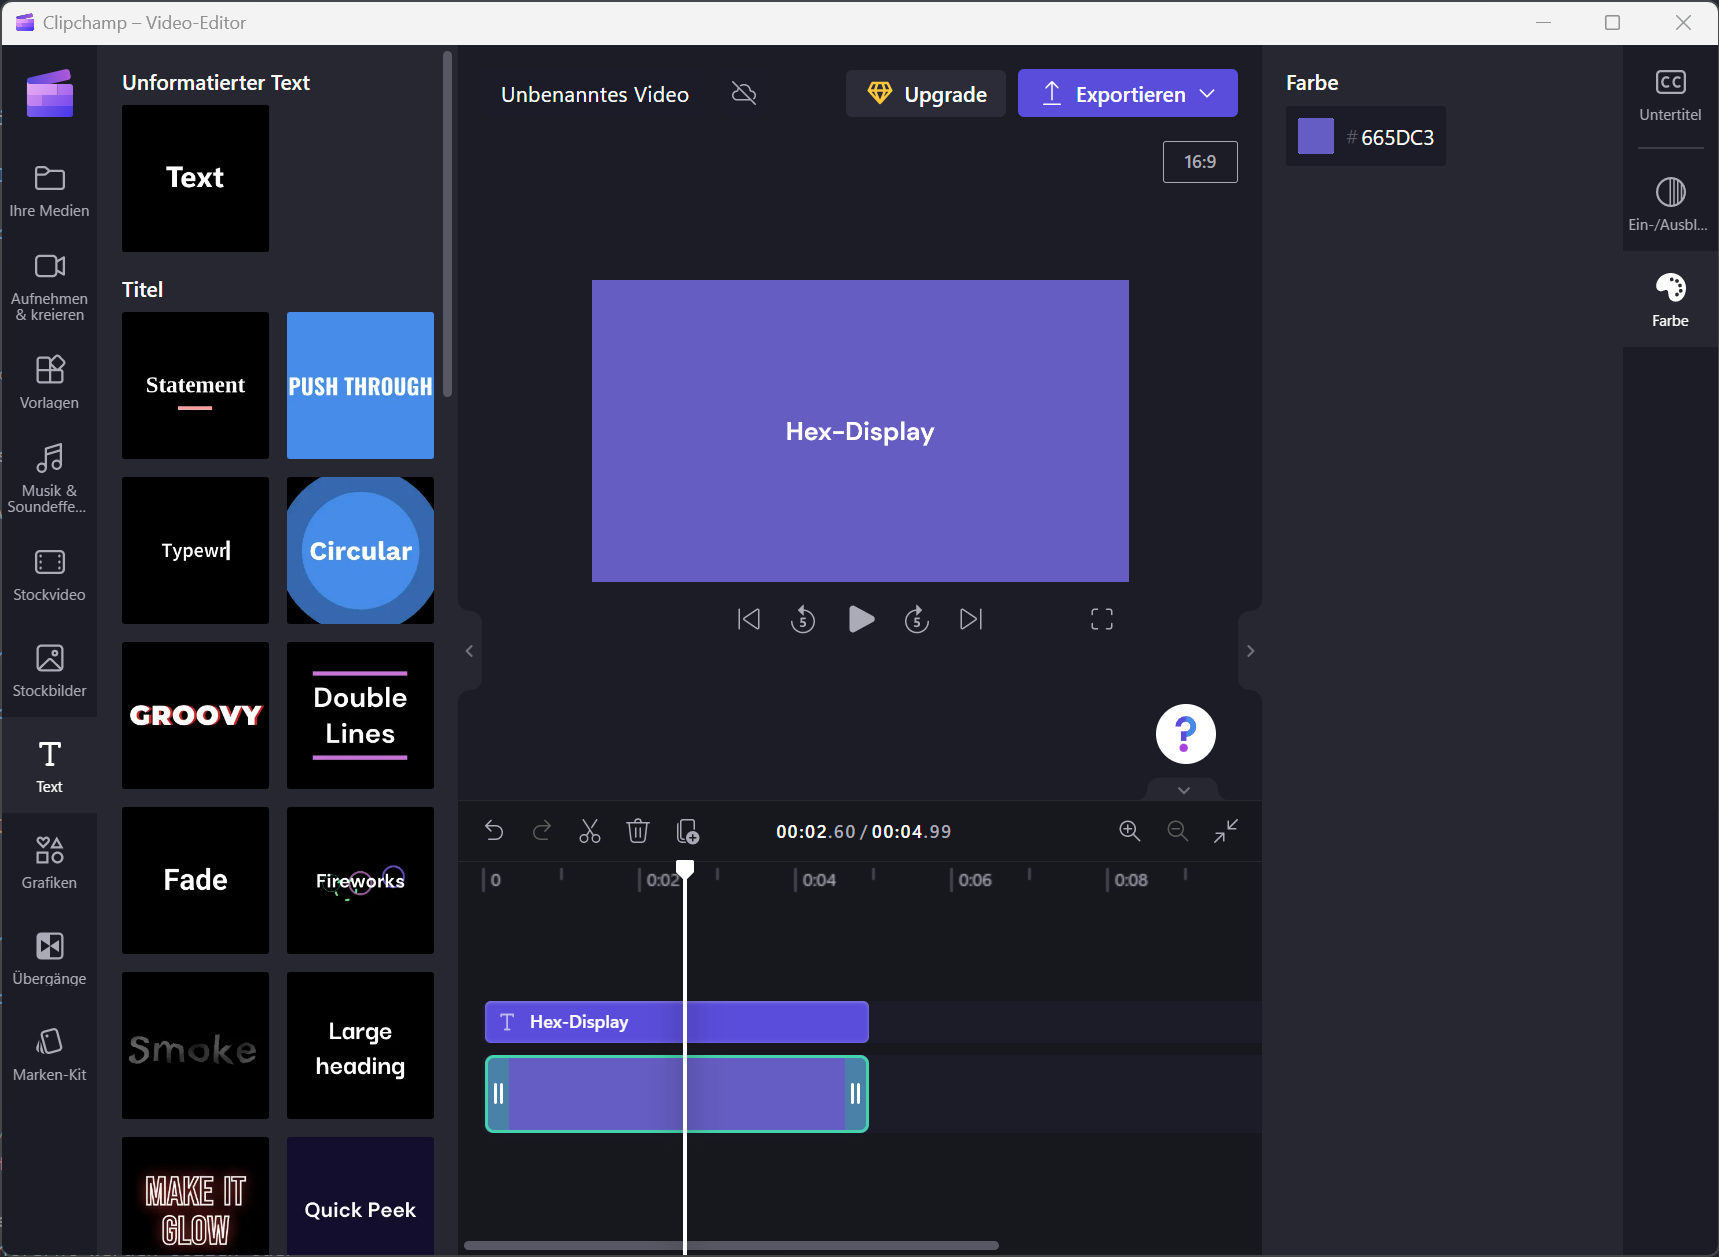 Clipchamp – Video-Editor
Ihre Medien
Aufnehmen
& kreieren
Vorlagen
Musik &
Soundeffe...
Stockvideo
Stockbilder
Text
Grafiken
Übergänge
Marken-Kit
Unformatierter Text
Text
Titel
Statement
PUSH THROUGH
Typewr
Circular
GROOVY
Double
Lines
Fade
Fireworks
Smoke
Large
heading
MAKE IT
GLOW
Quick Peek
Unbenanntes Video
Upgrade
Exportieren
16:9
Hex-Display
5
5
?
00:02.60 / 00:04.99
0
0:02
0:04
0:06
0:08
T Hex-Display
Farbe
#665DC3
CC
Untertitel
Ein-/Ausbl...
Farbe